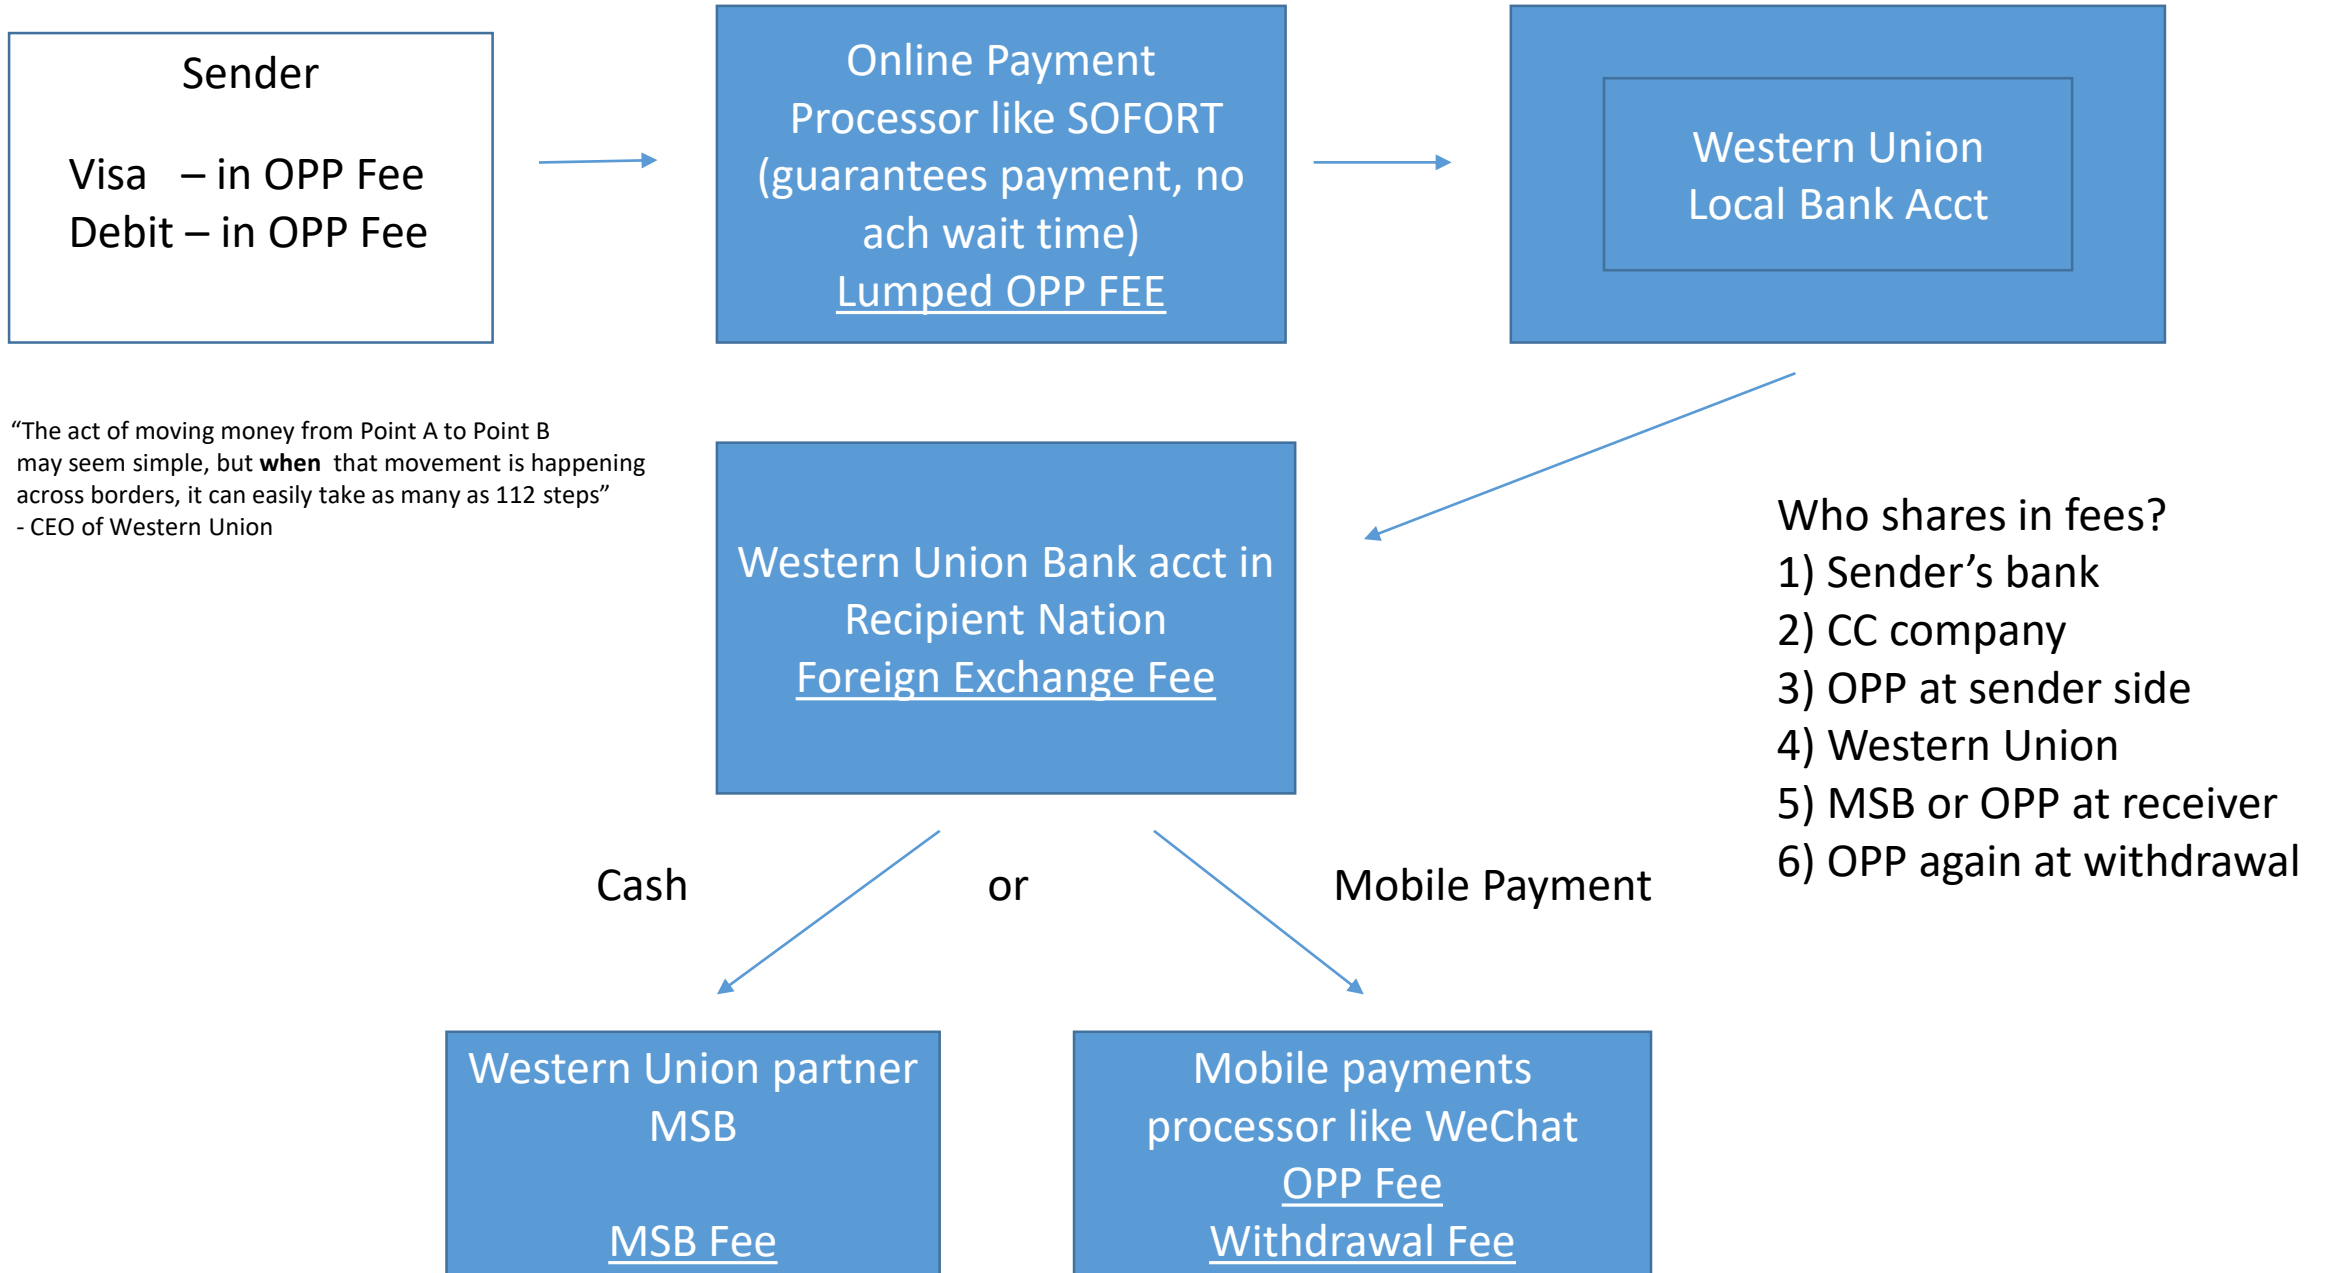 Sender
Visa – in OPP Fee
Debit – in OPP Fee
Online Payment
Processor like SOFORT
(guarantees payment, no
ach wait time)
Lumped OPP FEE
Western Union
Local Bank Acct
“The act of moving money from Point A to Point B
may seem simple, but when that movement is happening
across borders, it can easily take as many as 112 steps”
- CEO of Western Union
Western Union Bank acct in
Recipient Nation
Foreign Exchange Fee
Who shares in fees?
1) Sender’s bank
2) CC company
3) OPP at sender side
4) Western Union
5) MSB or OPP at receiver
6) OPP again at withdrawal
Cash or Mobile Payment
Western Union partner
MSB
MSB Fee
Mobile payments
processor like WeChat
OPP Fee
Withdrawal Fee